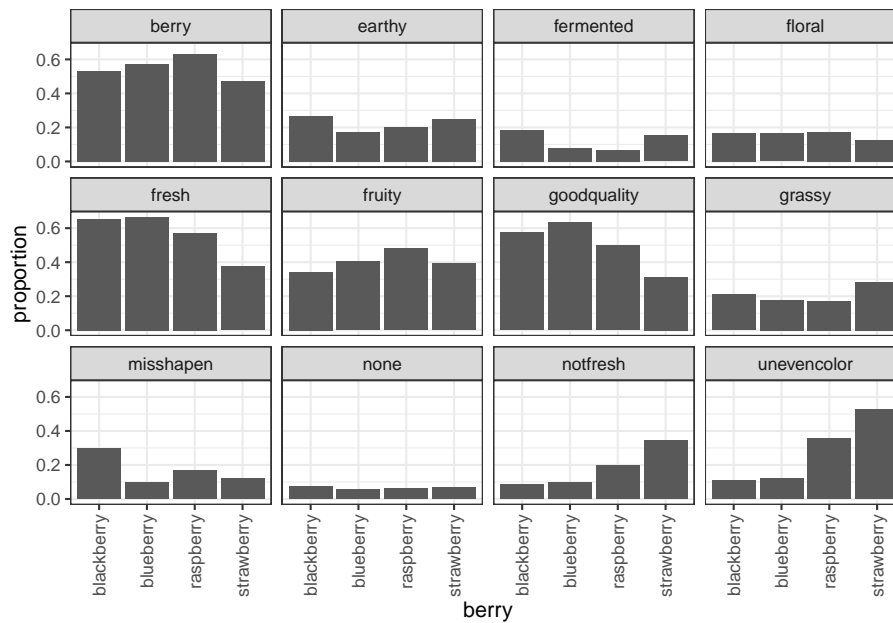 berry earthy fermented floral
0.6
0.4
0.2
0.0
fresh fruity goodquality grassy
0.6
0.4
0.2
0.0
misshapen none notfresh unevencolor
0.6
0.4
0.2
0.0
proportion
blackberry blueberry raspberry strawberry blackberry blueberry raspberry strawberry blackberry blueberry raspberry strawberry blackberry blueberry raspberry strawberry
berry